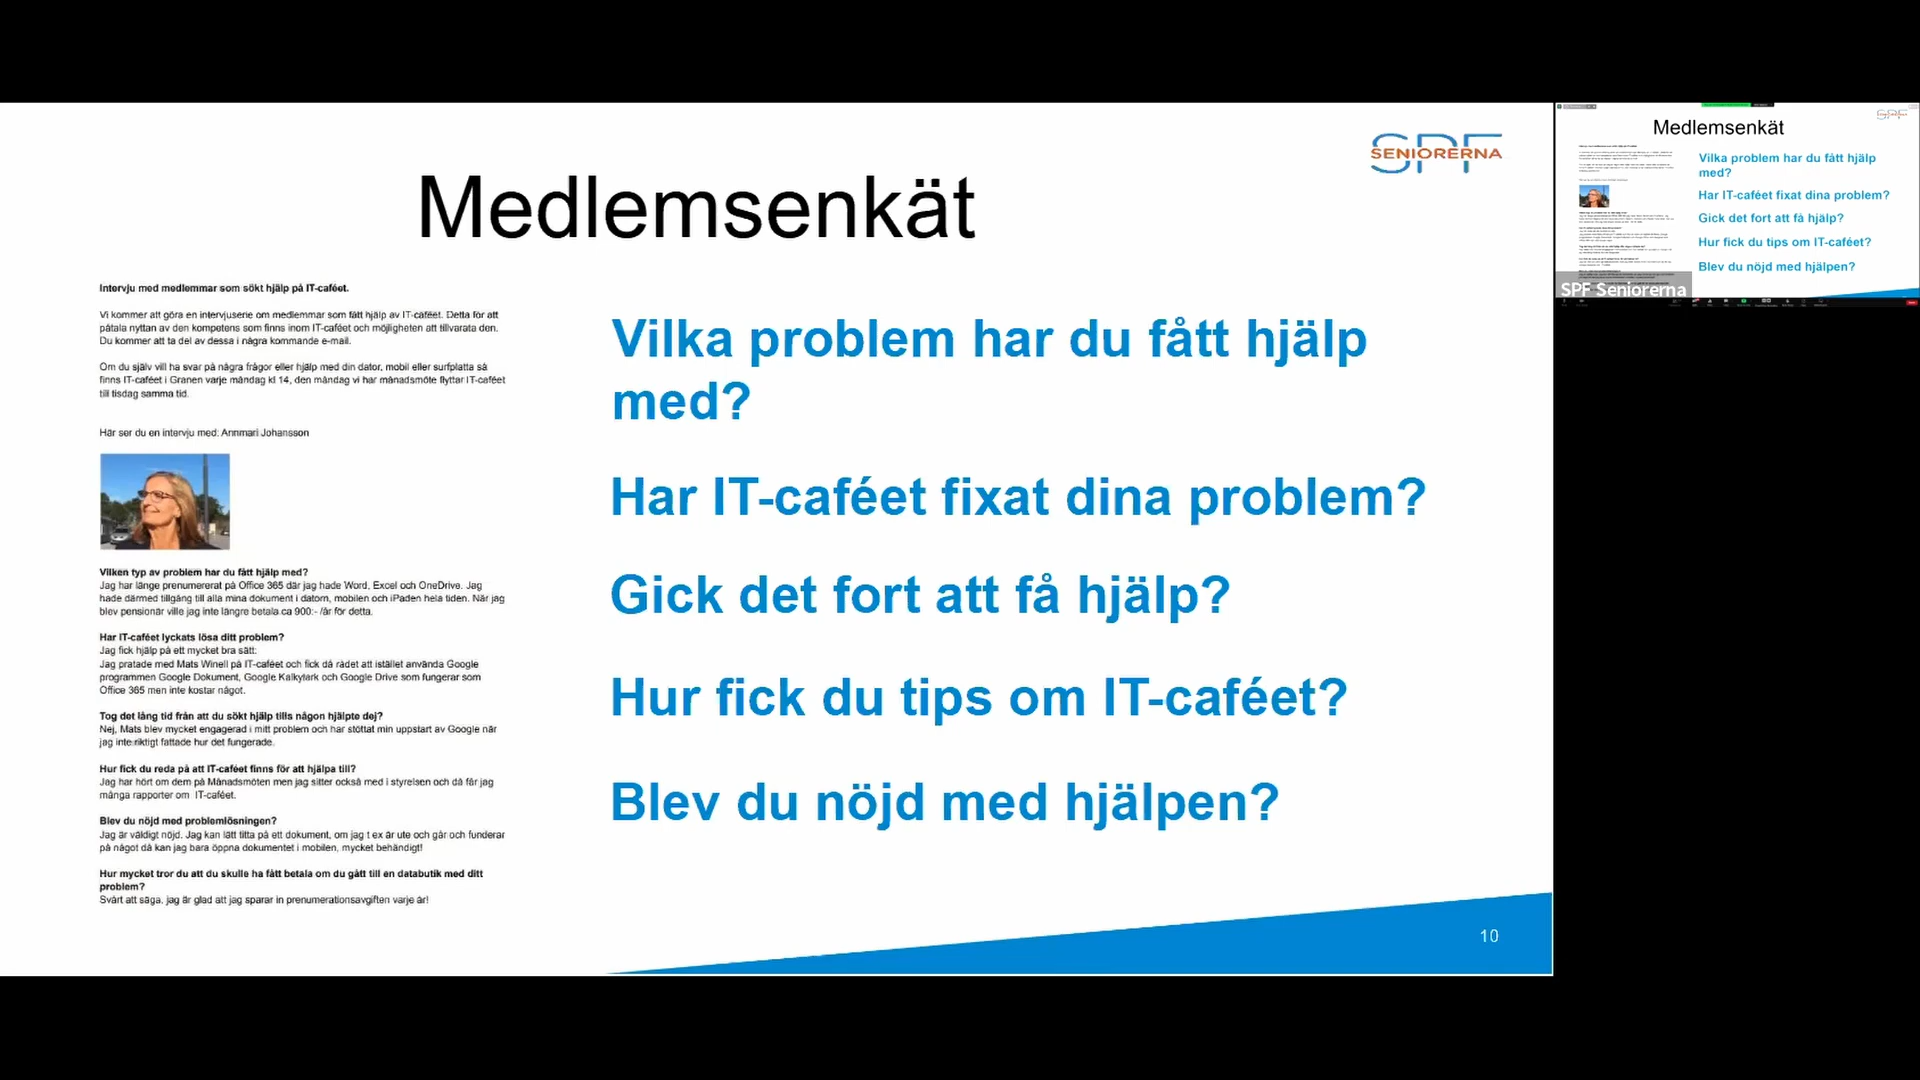 SPF
SENIORERNA
Medlemsenkät
Intervju med medlemmar som sökt hjälp på IT-caféet.
Vi kommer att göra en intervjuserie om medlemmar som fått hjälp av IT-caféet. Detta för att
påtala nyttan av den kompetens som finns inom IT-caféet och möjligheten att tillvarata den.
Du kommer att ta del av dessa i några kommande e-mail.
Om du själv vill ha svar på några frågor eller hjälp med din dator, mobil eller surfplatta så
finns IT-caféet i Granen varje måndag kl 14, den måndag vi har månadsmöte flyttar IT-caféet
till tisdag samma tid.
Här ser du en intervju med: Annmari Johansson
Vilken typ av problem har du fått hjälp med?
Jag har länge prenumererat på Office 365 där jag hade Word, Excel och OneDrive. Jag
hade därmed tillgång till alla mina dokument i datorn, mobilen och iPaden hela tiden. När jag
blev pensionär ville jag inte längre betala ca 900:- /år för detta.
Har IT-caféet lyckats lösa ditt problem?
Jag fick hjälp på ett mycket bra sätt:
Jag pratade med Mats Winell på IT-caféet och fick då rådet att istället använda Google
programmen Google Dokument, Google Kalkylark och Google Drive som fungerar som
Office 365 men inte kostar något.
Tog det lång tid från att du sökt hjälp tills någon hjälpte dej?
Nej, Mats blev mycket engagerad i mitt problem och har stöttat min uppstart av Google när
jag inte riktigt fattade hur det fungerade.
Hur fick du reda på att IT-caféet finns för att hjälpa till?
Jag har hört om dem på Månadsmöten men jag sitter också med i styrelsen och då får jag
många rapporter om IT-caféet.
Blev du nöjd med problemlösningen?
Jag är väldigt nöjd. Jag kan lätt titta på ett dokument, om jag t ex är ute och går och funderar
på något då kan jag bara öppna dokumentet i mobilen, mycket behändigt!
Hur mycket tror du att du skulle ha fått betala om du gått till en databutik med ditt
problem?
Svårt att säga. jag är glad att jag sparar in prenumerationsavgiften varje år!
Vilka problem har du fått hjälp
med?
Har IT-caféet fixat dina problem?
Gick det fort att få hjälp?
Hur fick du tips om IT-caféet?
Blev du nöjd med hjälpen?
10
SPF
Medlemsenkät
Vilka problem har du fått hjälp
med?
Har IT-caféet fixat dina problem?
Gick det fort att få hjälp?
Hur fick du tips om IT-caféet?
Blev du nöjd med hjälpen?
SPF Seniorerna